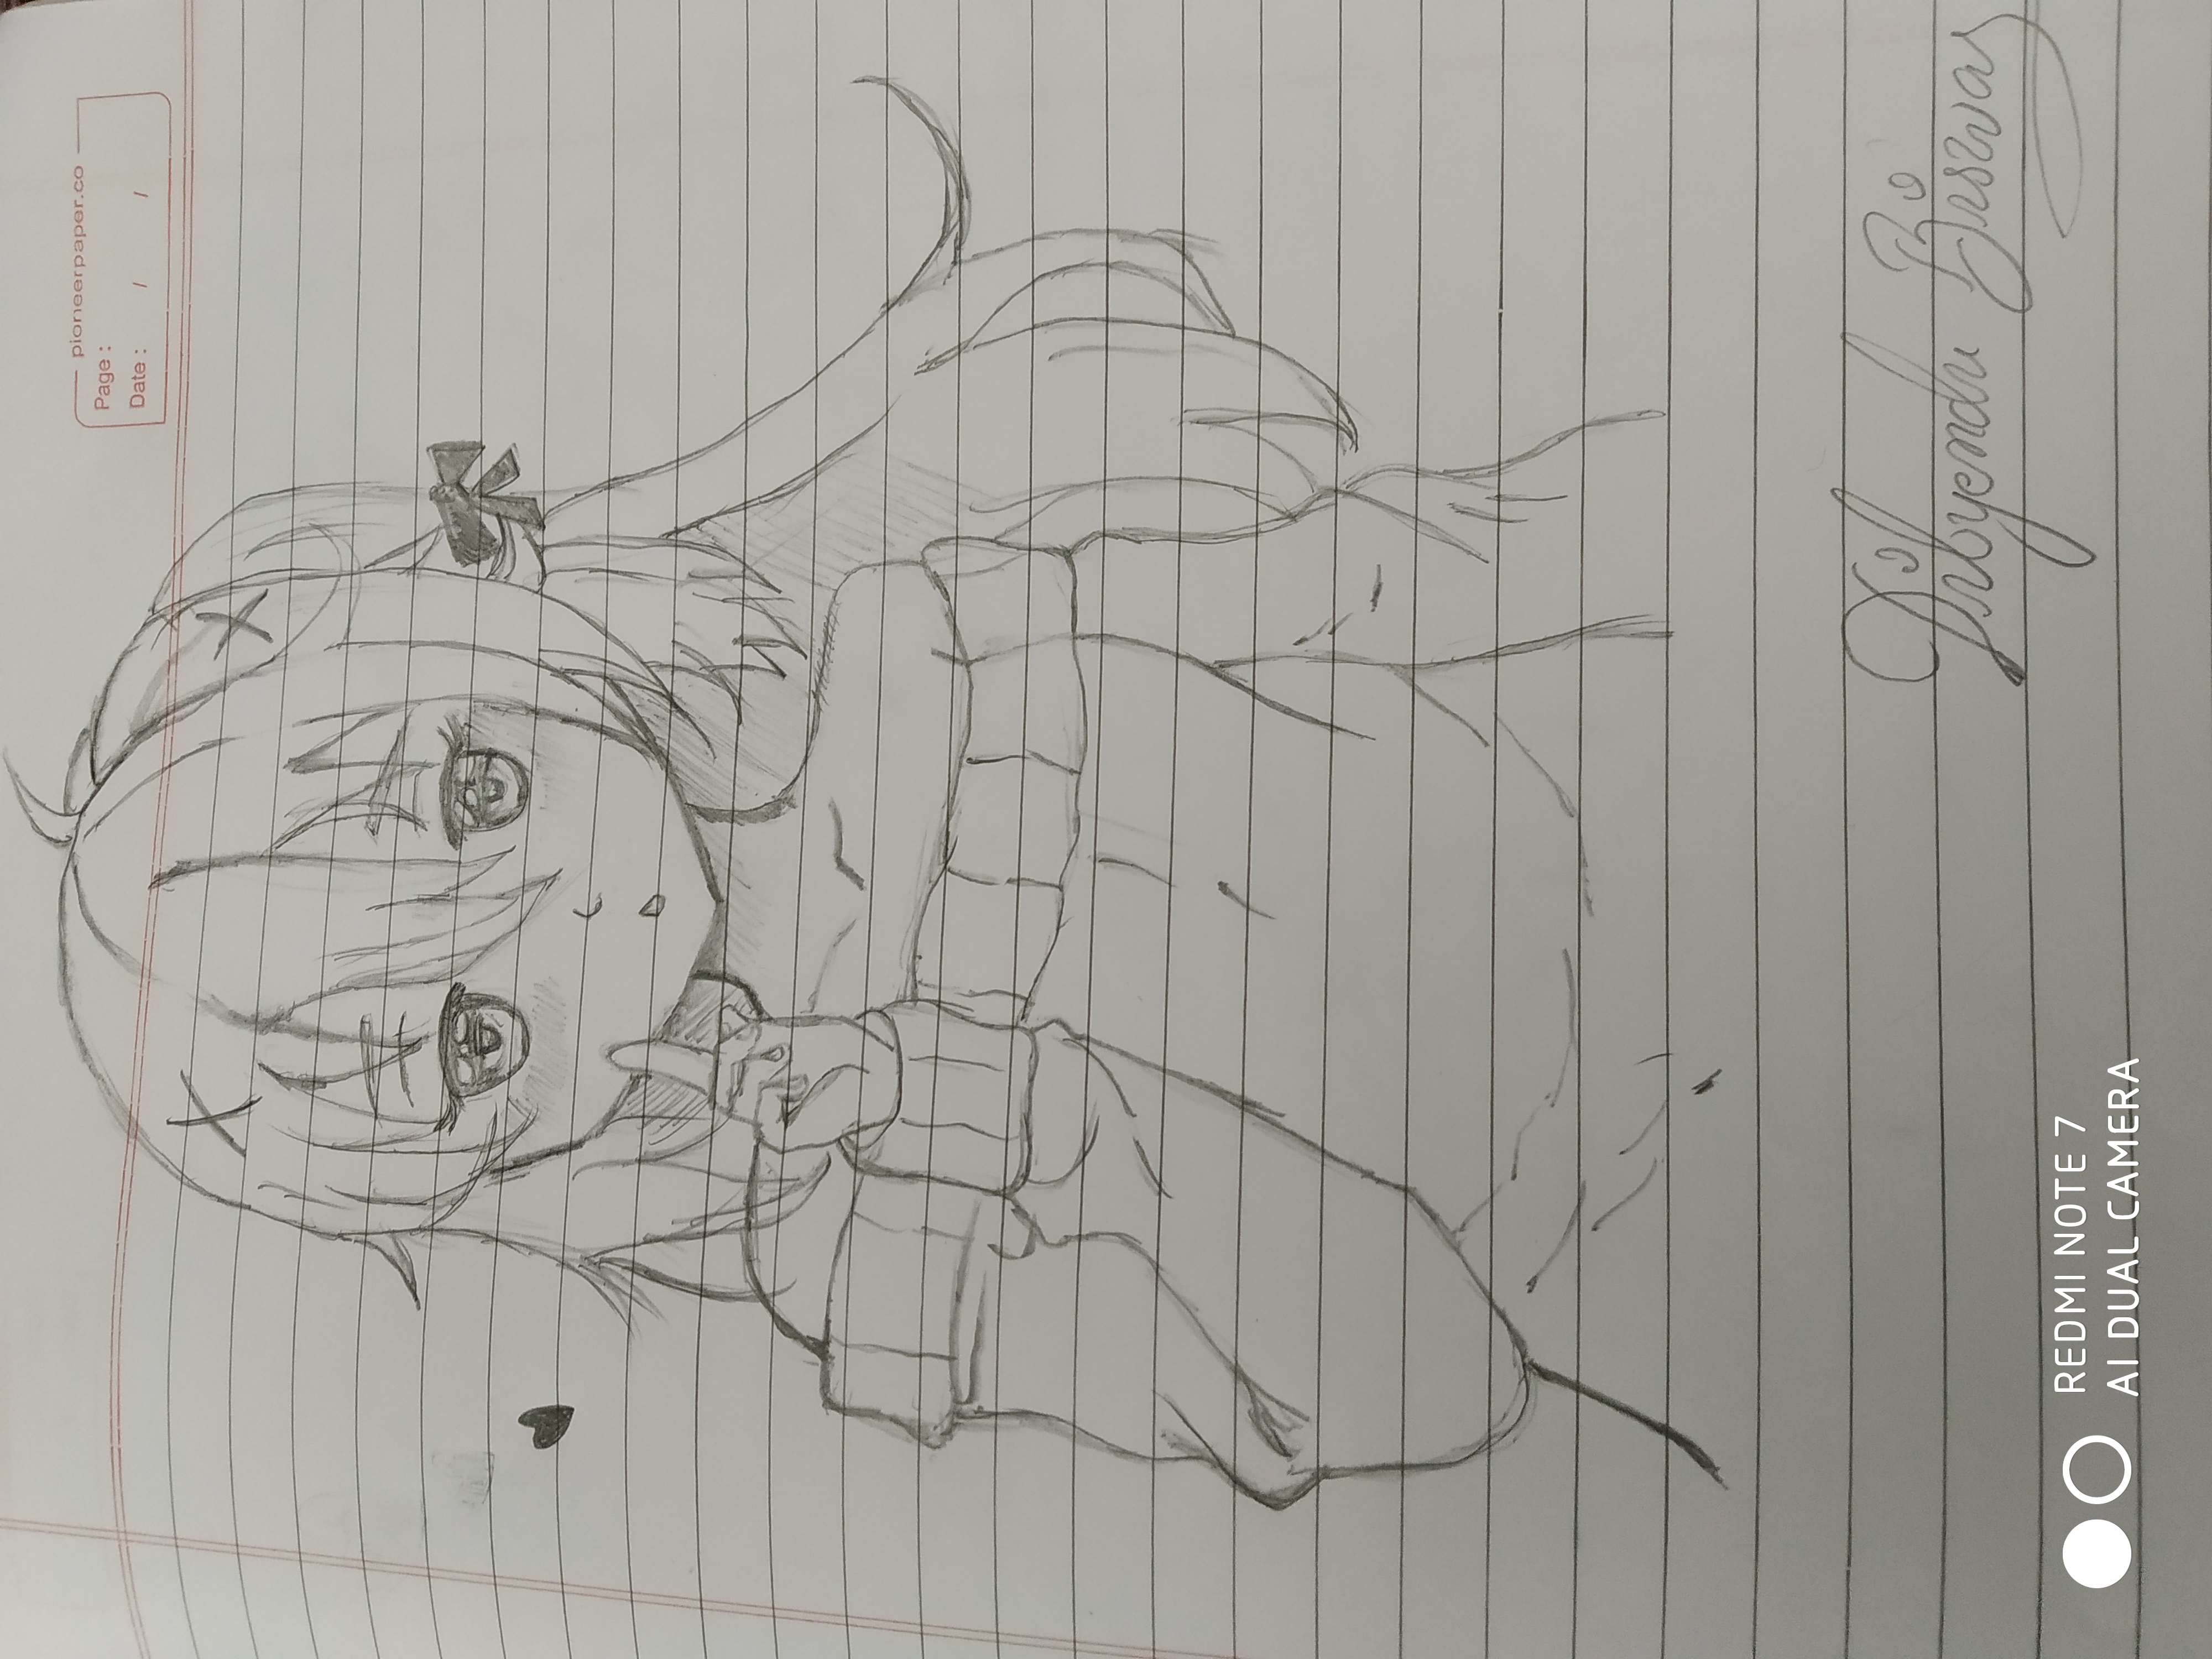 pioneerpaper.co
Page :
Date : / /
Dibyendu Biswas
REDMI NOTE 7
AI DUAL CAMERA